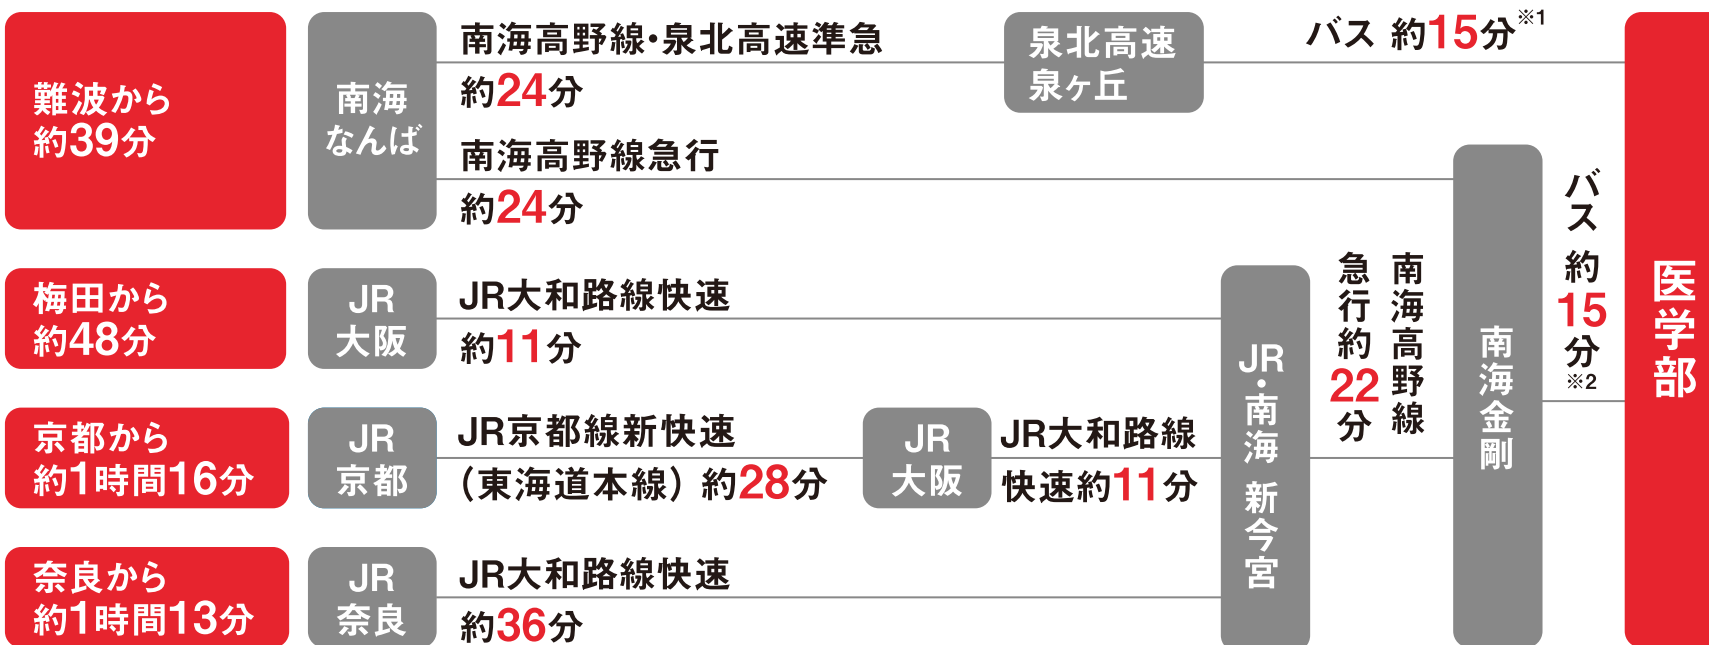 難波から
約39分
南海
なんば
南海高野線・泉北高速準急
約24分
泉北高速
泉ヶ丘
バス 約15分※1
南海高野線急行
約24分
梅田から
約48分
JR
大阪
JR大和路線快速
約11分
京都から
約1時間16分
JR
京都
JR京都線新快速
（東海道本線）約28分
JR
大阪
JR大和路線
快速約11分
奈良から
約1時間13分
JR
奈良
JR大和路線快速
約36分
JR・南海 新今宮
南海高野線
急行約22分
南海金剛
バス 約15分※2
医学部